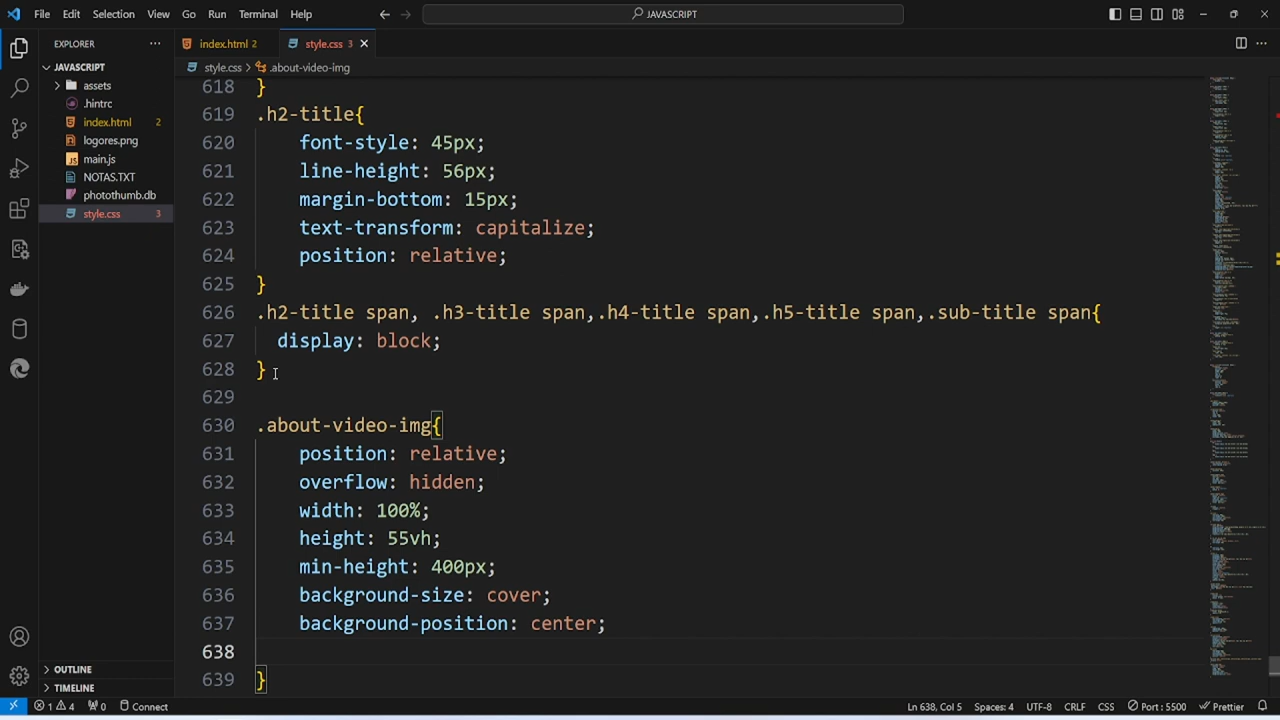 File Edit Selection View Go Run Terminal Help JAVASCRIPT
EXPLORER ... index.html 2 style.css 3
JAVASCRIPT style.css > .about-video-img
assets
.hintrc
index.html 2
logores.png
main.js
NOTAS.TXT
photothumb.db
style.css 3
618 }
619 .h2-title{
620 font-style: 45px;
621 line-height: 56px;
622 margin-bottom: 15px;
623 text-transform: capitalize;
624 position: relative;
625 }
626 .h2-title span, .h3-title span,.h4-title span,.h5-title span,.sub-title span{
627 display: block;
628 }
629
630 .about-video-img{
631 position: relative;
632 overflow: hidden;
633 width: 100%;
634 height: 55vh;
635 min-height: 400px;
636 background-size: cover;
637 background-position: center;
638
639 }
OUTLINE
TIMELINE
1 4 0 Connect Ln 638, Col 5 Spaces: 4 UTF-8 CRLF CSS Port : 5500 Prettier